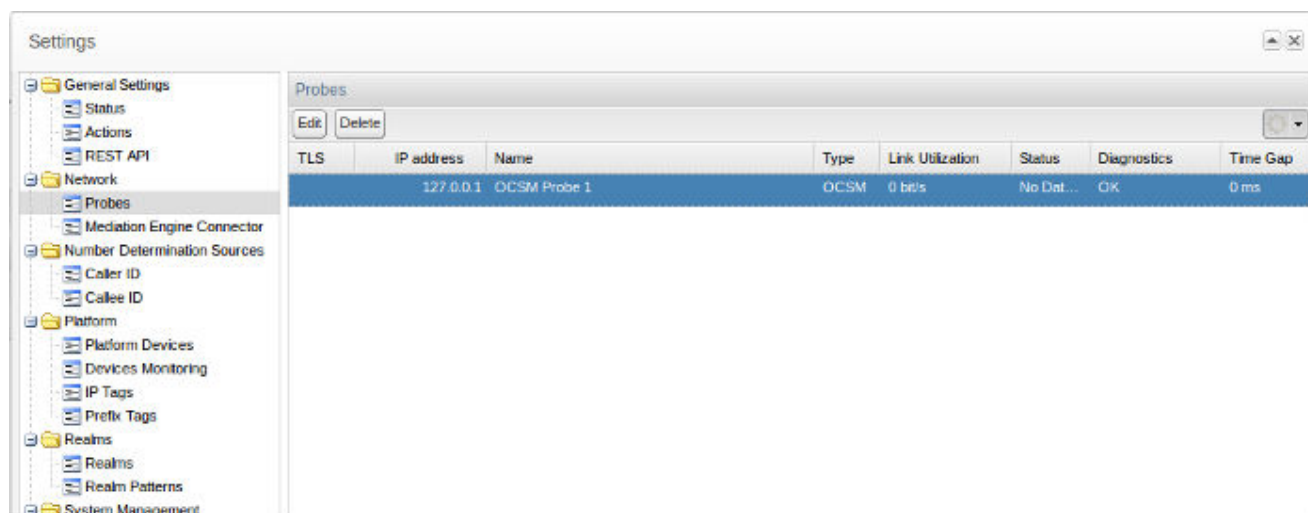 Settings
General Settings
Status
Actions
REST API
Network
Probes
Mediation Engine Connector
Number Determination Sources
Caller ID
Callee ID
Platform
Platform Devices
Devices Monitoring
IP Tags
Prefix Tags
Realms
Realms
Realm Patterns
System Management
Probes
Edit Delete
TLS IP address Name Type Link Utilization Status Diagnostics Time Gap
127.0.0.1 OCSM Probe 1 OCSM 0 bit/s No Dat... OK 0 ms